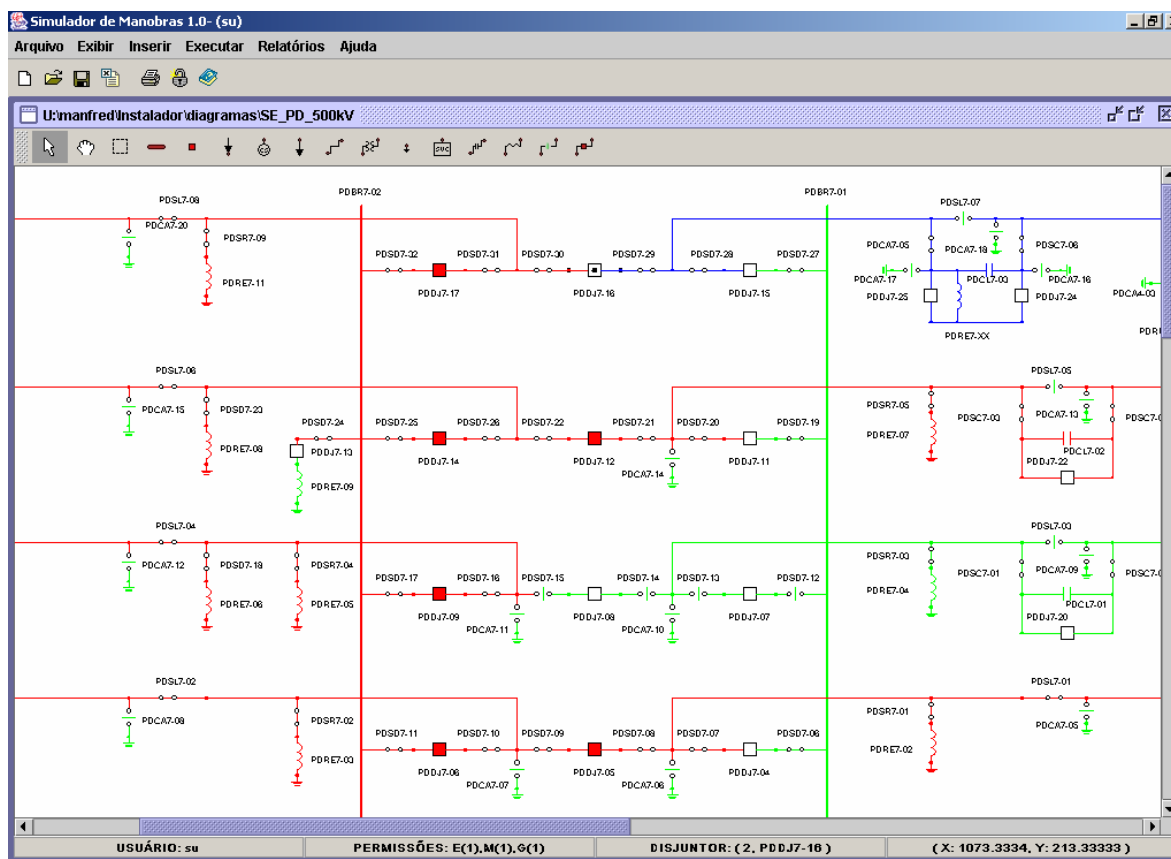 Simulador de Manobras 1.0- (su)
Arquivo Exibir Inserir Executar Relatórios Ajuda
U:\manfred\Instalador\diagramas\SE_PD_500kV
SVC
PDBR7-02 PDBR7-01
PDSL7-08 PDSL7-07
PDCA7-20
PDSR7-09
PDRE7-11
PDSD7-32 PDSD7-31 PDSD7-30 PDSD7-29 PDSD7-28 PDSD7-27
PDDJ7-17 PDDJ7-16 PDDJ7-15
PDCA7-05 PDCA7-18 PDSC7-06
PDCA7-17 PDCL7-03 PDCA7-16
PDDJ7-25 PDDJ7-24 PDCA4-03
PDRE7-XX
PDSL7-06 PDSL7-05
PDCA7-15 PDSD7-23
PDSR7-05 PDSC7-03 PDCA7-13
PDSD7-24 PDSD7-25 PDSD7-26 PDSD7-22 PDSD7-21 PDSD7-20 PDSD7-19
PDRE7-08 PDDJ7-13 PDRE7-07 PDCL7-02
PDDJ7-14 PDDJ7-12 PDDJ7-11 PDDJ7-22
PDCA7-14
PDRE7-09
PDSL7-04 PDSL7-03
PDCA7-12 PDSD7-18 PDSR7-04 PDSR7-03 PDSC7-01 PDCA7-09
PDSD7-17 PDSD7-16 PDSD7-15 PDSD7-14 PDSD7-13 PDSD7-12
PDRE7-06 PDRE7-05 PDRE7-04 PDCL7-01
PDDJ7-09 PDDJ7-08 PDDJ7-07 PDDJ7-20
PDCA7-11 PDCA7-10
PDSL7-02 PDSL7-01
PDCA7-08 PDSR7-02 PDSR7-01 PDCA7-05
PDSD7-11 PDSD7-10 PDSD7-09 PDSD7-08 PDSD7-07 PDSD7-06
PDRE7-03 PDRE7-02
PDDJ7-06 PDDJ7-05 PDDJ7-04
PDCA7-07 PDCA7-06
USUÁRIO: su PERMISSÕES: E(1),M(1),G(1) DISJUNTOR: (2, PDDJ7-16 ) ( X: 1073.3334, Y: 213.33333 )